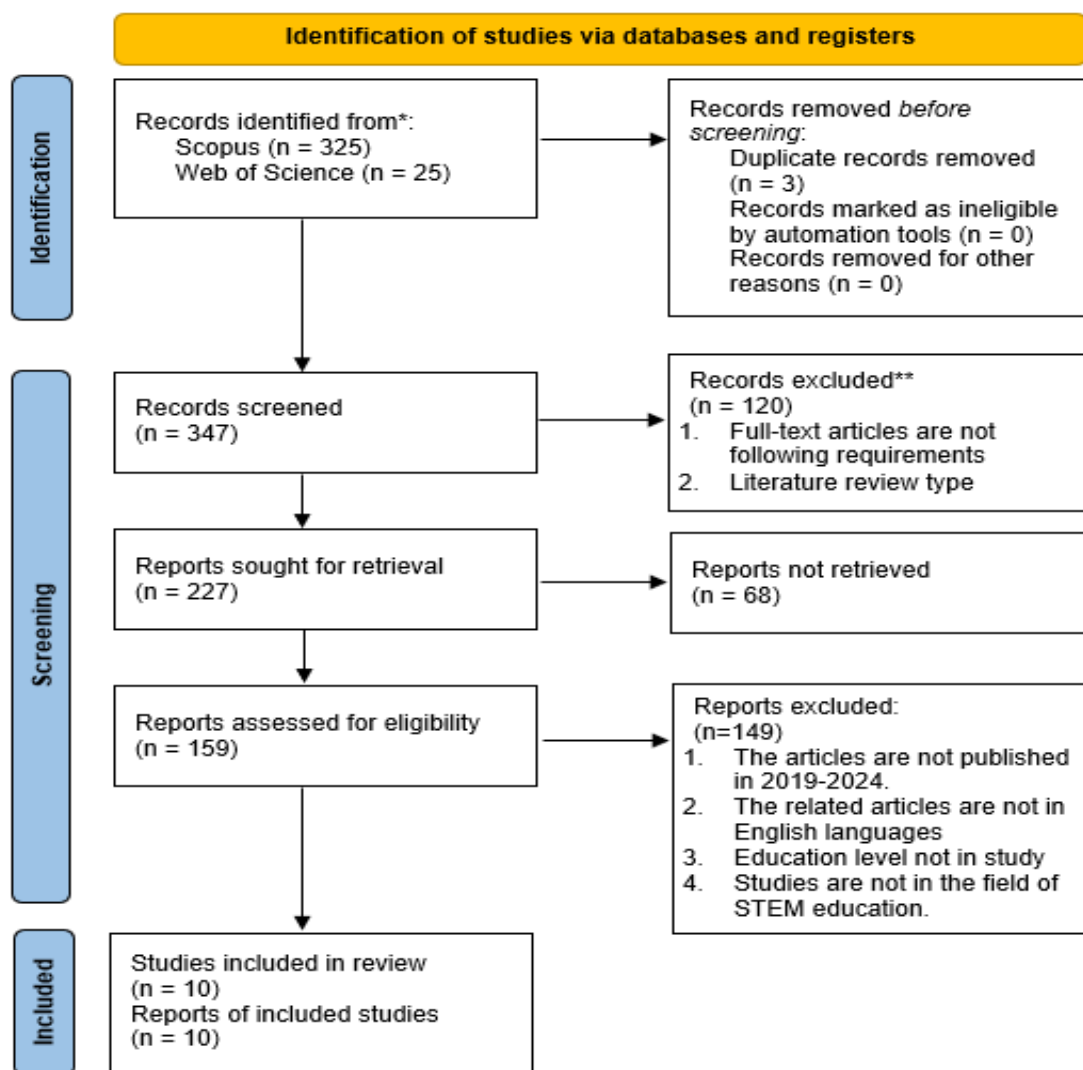 Identification of studies via databases and registers
Identification
Records identified from*:
Scopus (n = 325)
Web of Science (n = 25)
Records removed before
screening:
Duplicate records removed
(n = 3)
Records marked as ineligible
by automation tools (n = 0)
Records removed for other
reasons (n = 0)
Screening
Records screened
(n = 347)
Records excluded**
(n = 120)
1. Full-text articles are not
following requirements
2. Literature review type
Reports sought for retrieval
(n = 227)
Reports not retrieved
(n = 68)
Reports assessed for eligibility
(n = 159)
Reports excluded:
(n=149)
1. The articles are not published
in 2019-2024.
2. The related articles are not in
English languages
3. Education level not in study
4. Studies are not in the field of
STEM education.
Included
Studies included in review
(n = 10)
Reports of included studies
(n = 10)